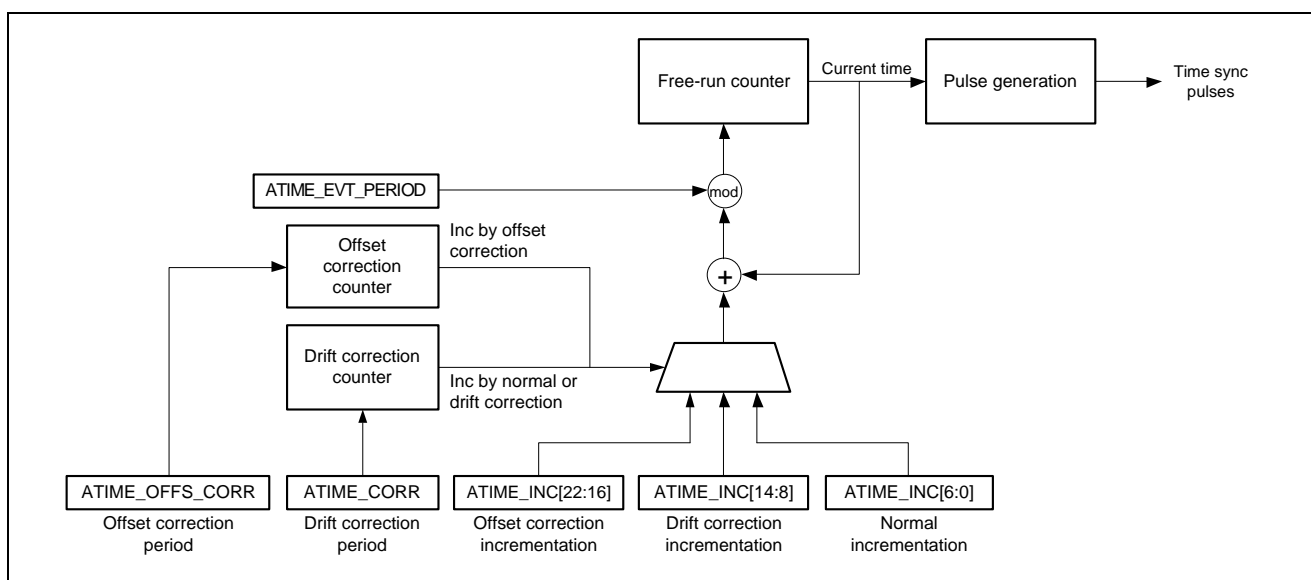 Free-run counter
Current time
Pulse generation
Time sync
pulses
ATIME_EVT_PERIOD
mod
Inc by offset
correction
Offset
correction
counter
+
Drift correction
counter
Inc by normal or
drift correction
ATIME_OFFS_CORR
ATIME_CORR
ATIME_INC[22:16]
ATIME_INC[14:8]
ATIME_INC[6:0]
Offset correction
period
Drift correction
period
Offset correction
incrementation
Drift correction
incrementation
Normal
incrementation